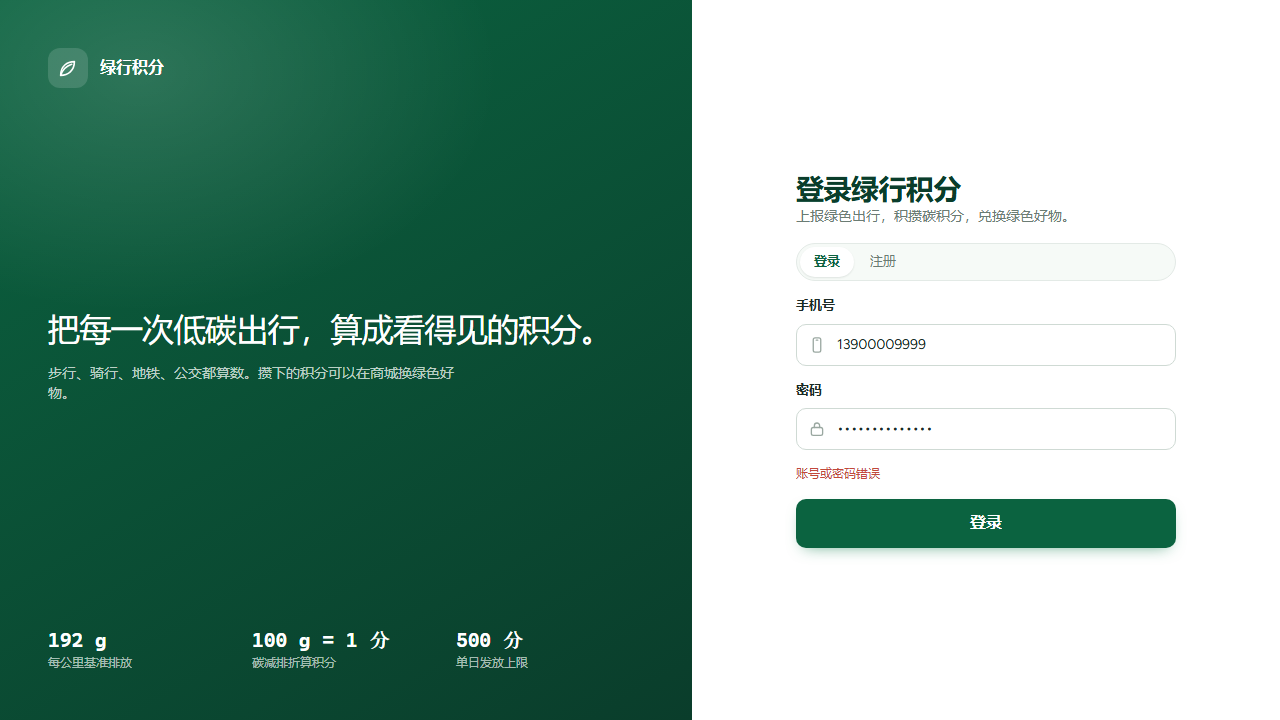 绿行积分
把每一次低碳出行，算成看得见的积分。
步行、骑行、地铁、公交都算数。攒下的积分可以在商城换绿色好
物。
192 g
每公里基准排放
100 g = 1 分
碳减排折算积分
500 分
单日发放上限
登录绿行积分
上报绿色出行，积攒碳积分，兑换绿色好物。
登录
注册
手机号
13900009999
密码
••••••••••••••
账号或密码错误
登录